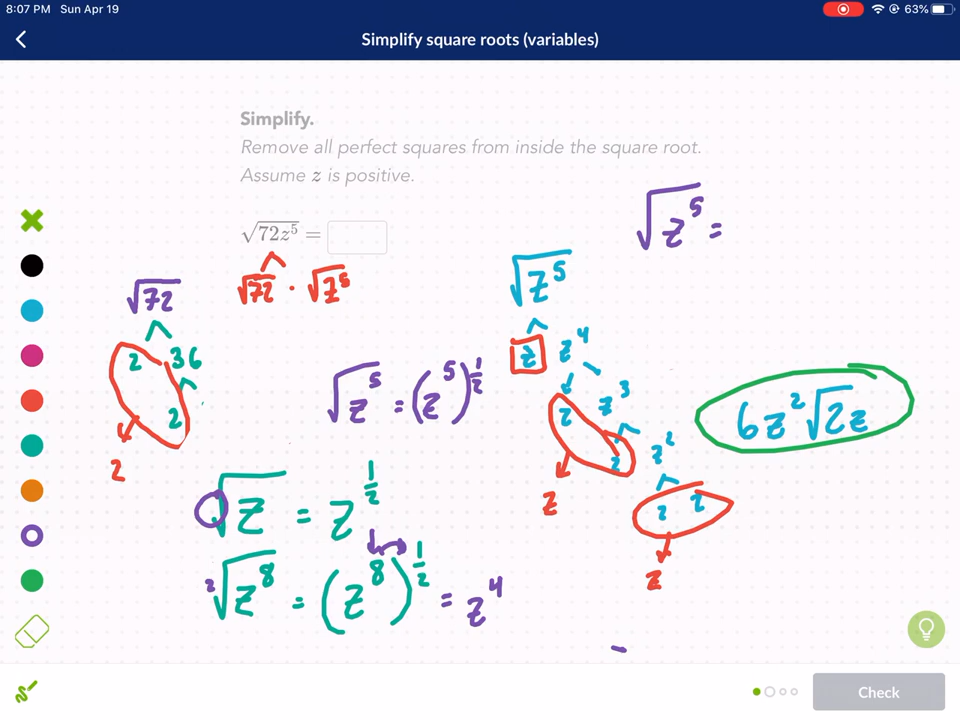 8:07 PM Sun Apr 19
63%
Simplify square roots (variables)
Simplify.
Remove all perfect squares from inside the square root.
Assume z is positive.
√72z⁵ =
√z⁵ =
√72 · √z⁵
√72
2 36
2
2
√z⁵
z z⁴
z z³
z z²
z z
z
z
√z⁵ = (z⁵)^½
6z²√2z
√z = z^½
²√z⁸ = (z⁸)^½ = z⁴
Check